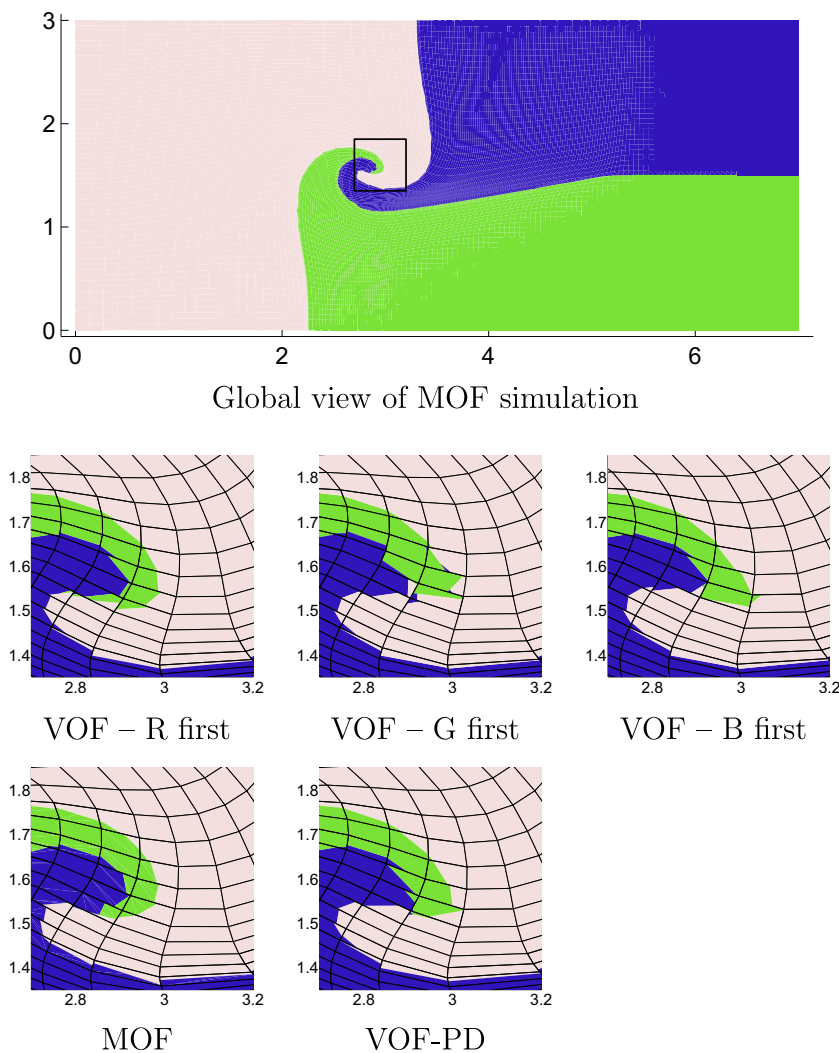 3
2
1
0
0 2 4 6
Global view of MOF simulation
1.8 1.8 1.8
1.7 1.7 1.7
1.6 1.6 1.6
1.5 1.5 1.5
1.4 1.4 1.4
2.8 3 3.2 2.8 3 3.2 2.8 3 3.2
VOF – R first VOF – G first VOF – B first
1.8 1.8
1.7 1.7
1.6 1.6
1.5 1.5
1.4 1.4
2.8 3 3.2 2.8 3 3.2
MOF VOF-PD